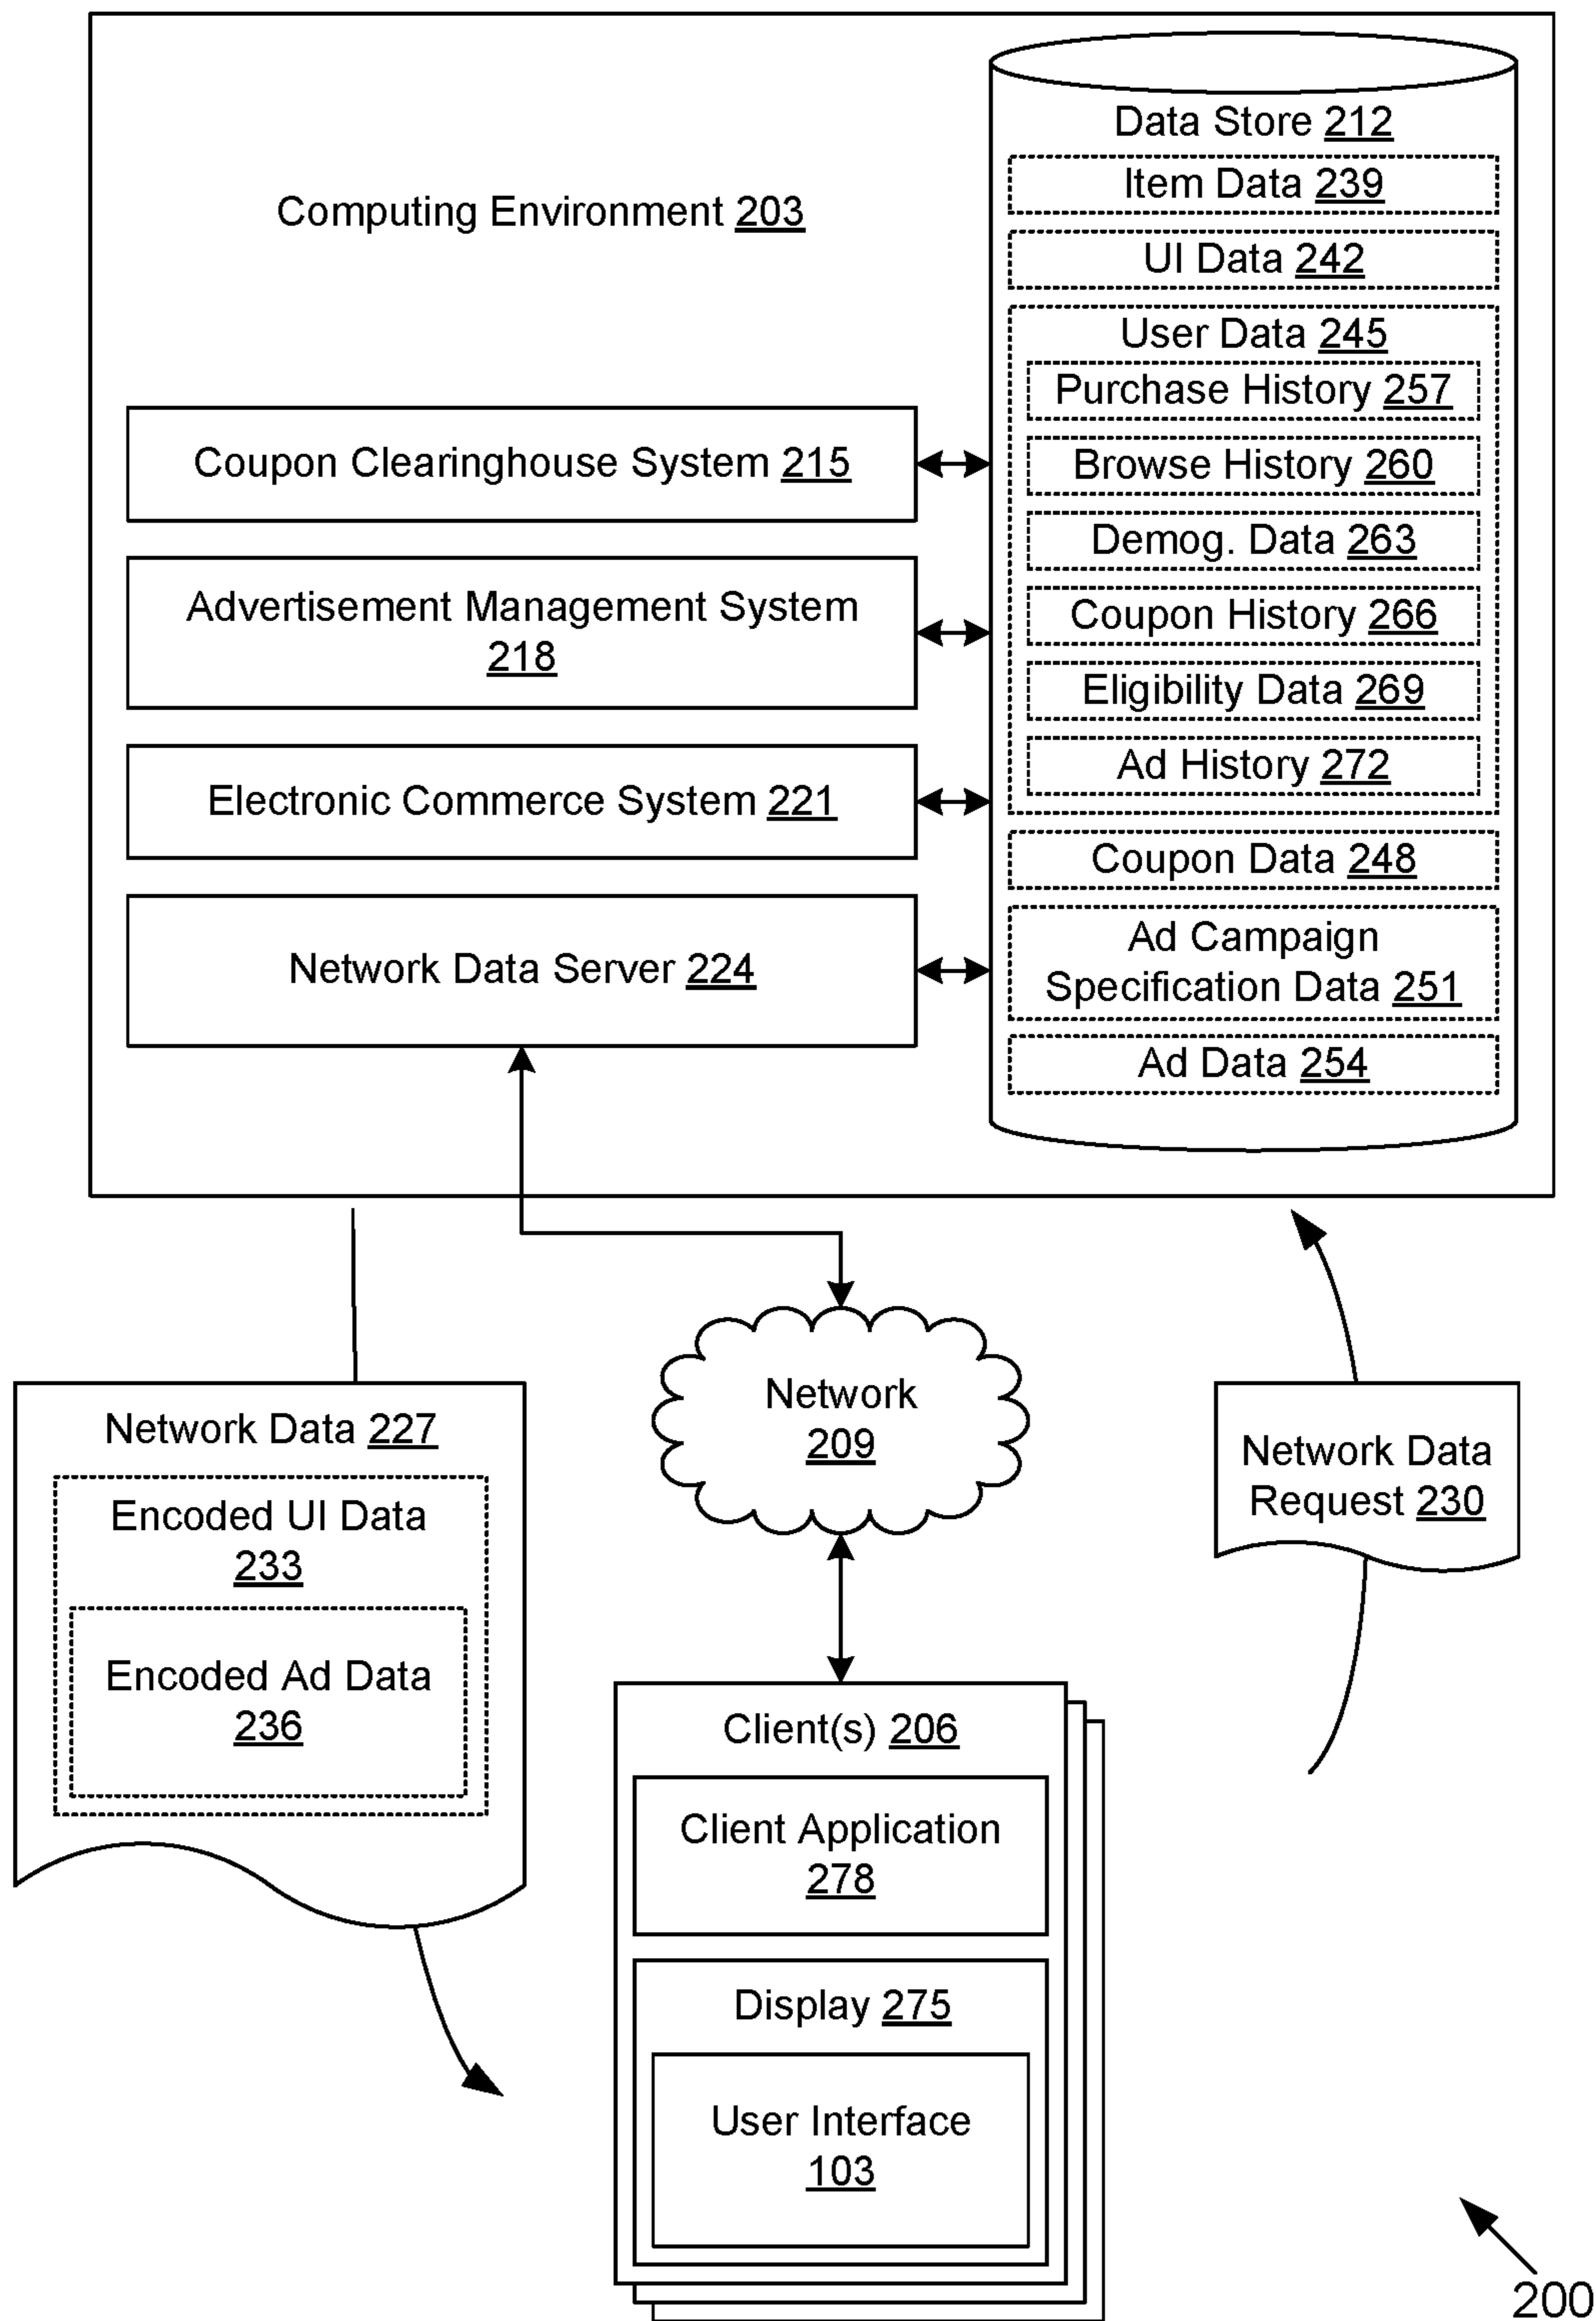 Data Store 212
Item Data 239
Computing Environment 203
UI Data 242
User Data 245
Purchase History 257
Browse History 260
Demog. Data 263
Coupon History 266
Eligibility Data 269
Ad History 272
Coupon Data 248
Ad Campaign
Specification Data 251
Ad Data 254
Coupon Clearinghouse System 215
Advertisement Management System
218
Electronic Commerce System 221
Network Data Server 224
Network Data 227
Encoded UI Data
233
Encoded Ad Data
236
Network
209
Network Data
Request 230
Client(s) 206
Client Application
278
Display 275
User Interface
103
200